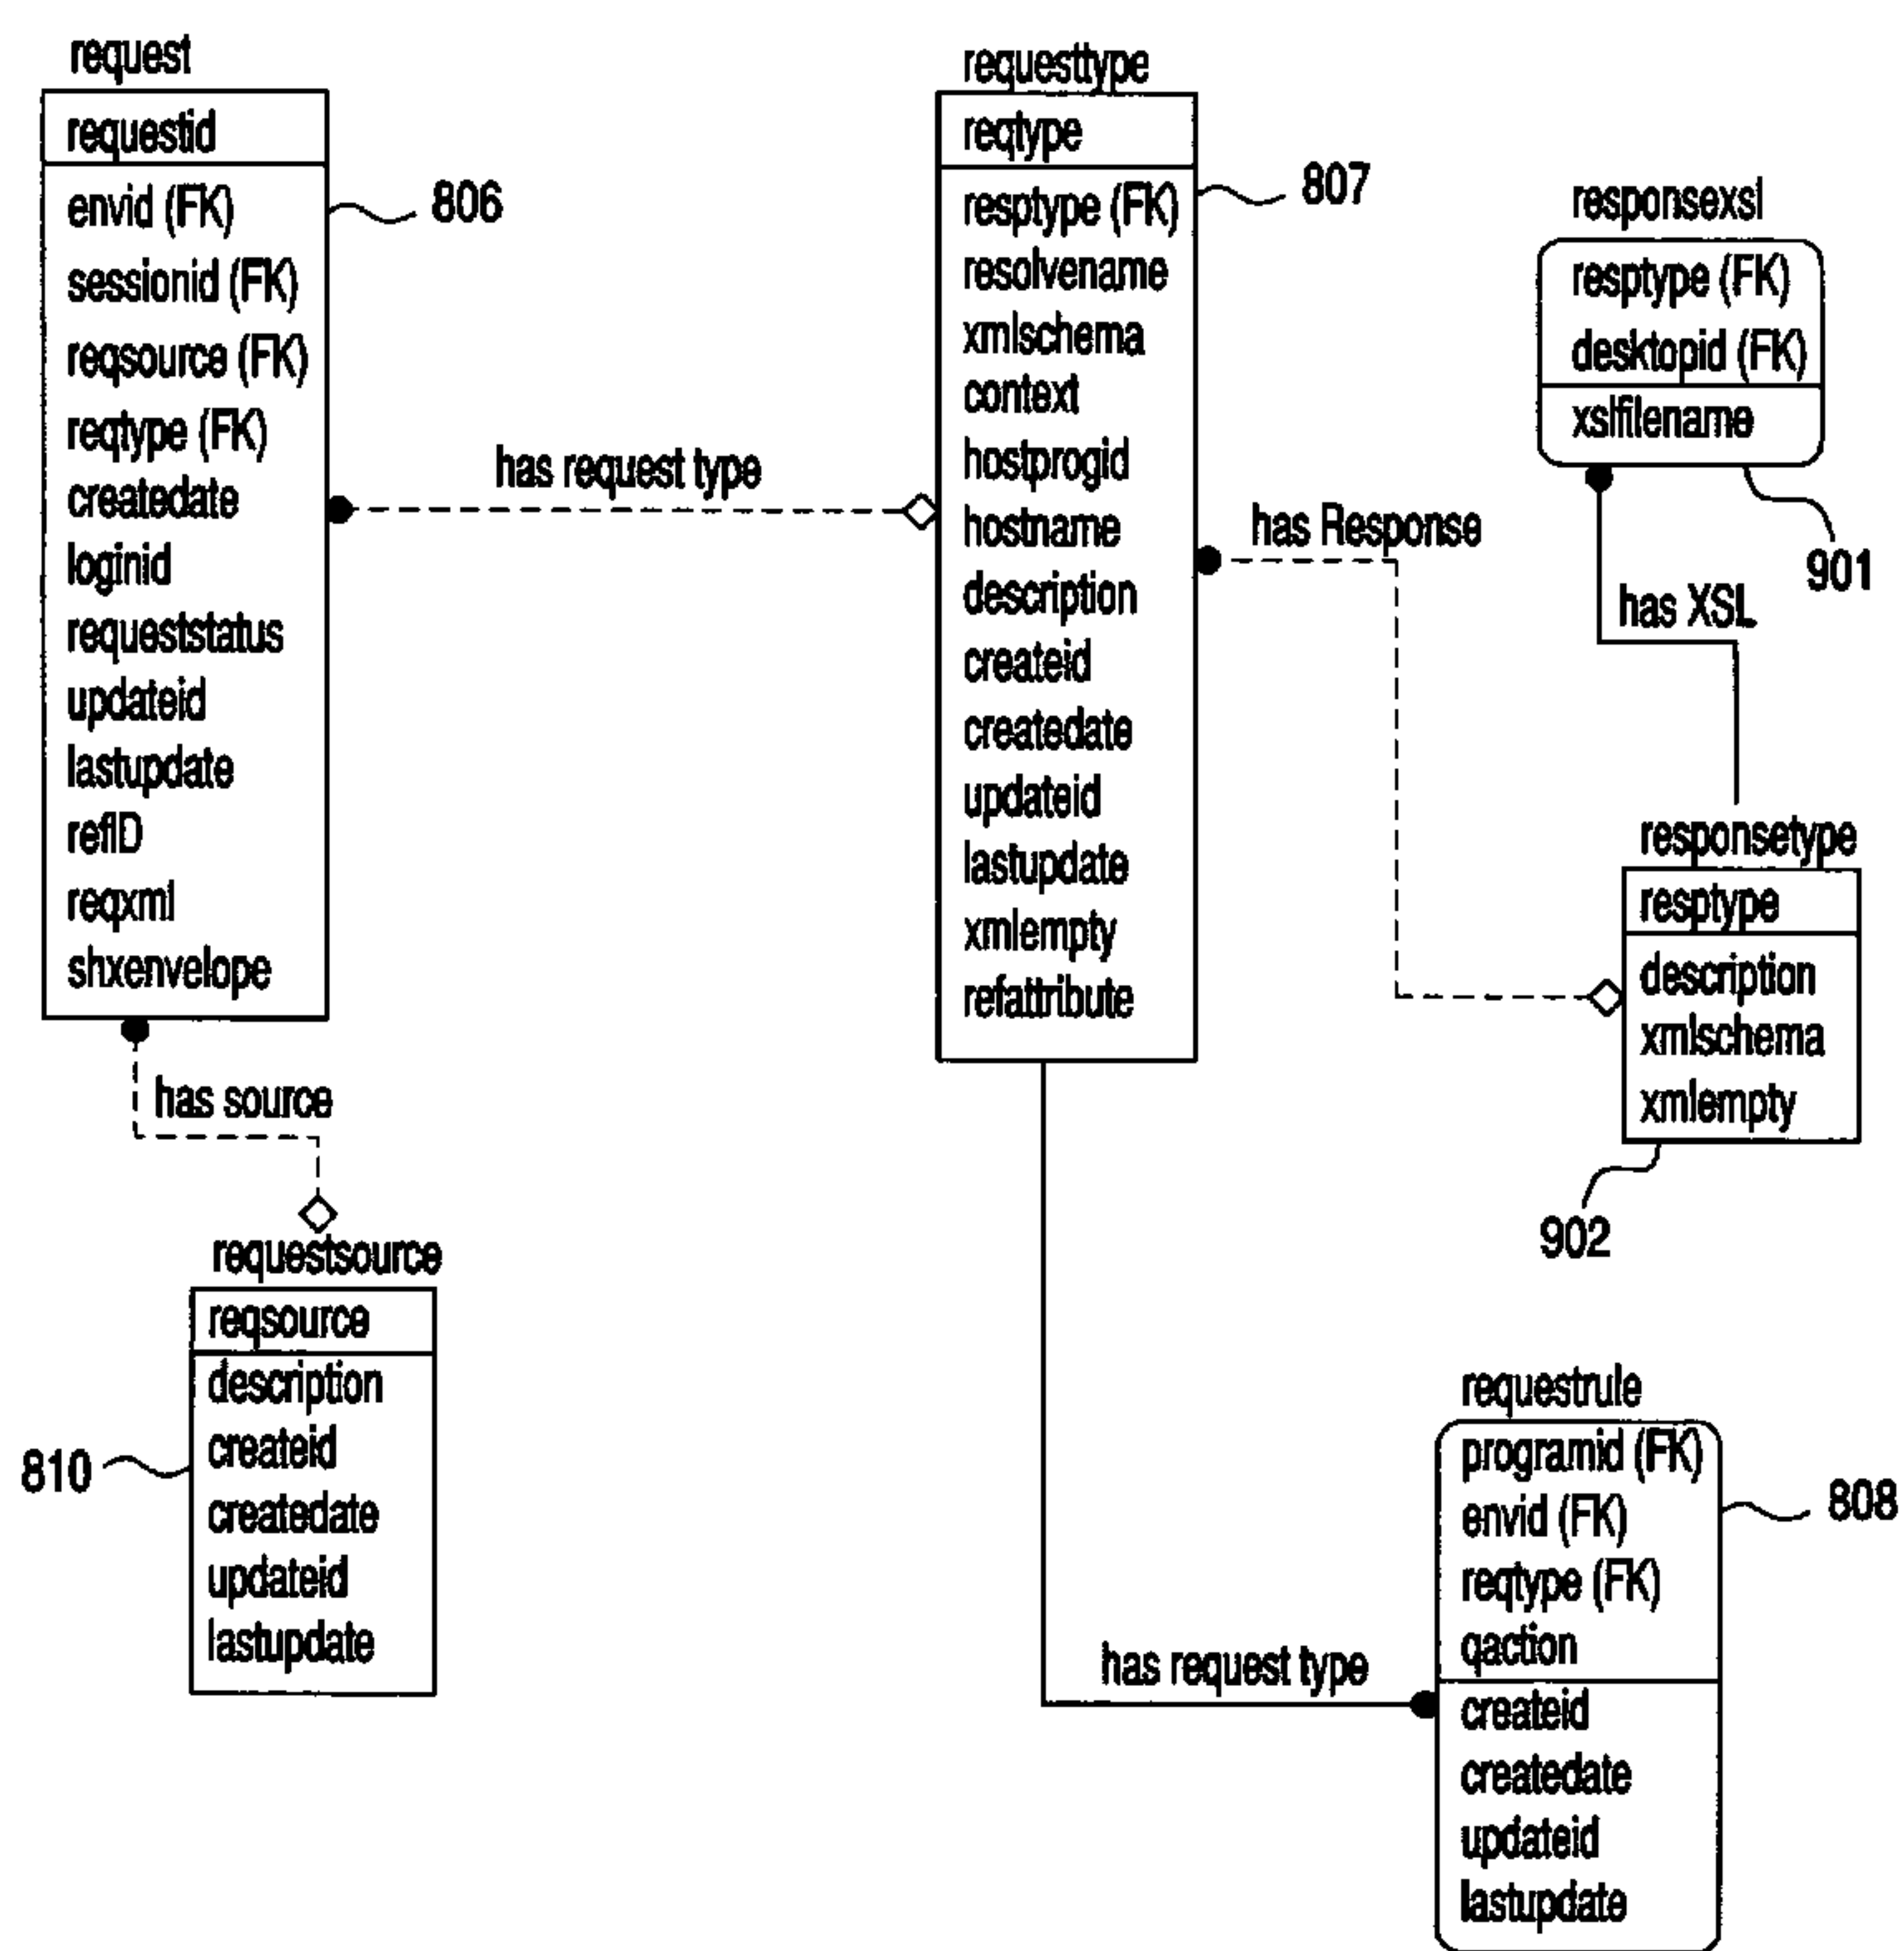 request
requestid
envid (FK)
sessionid (FK)
reqsource (FK)
reqtype (FK)
createdate
loginid
requeststatus
updateid
lastupdate
refID
reqxml
shxenvelope
806
has request type
has source
requestsource
reqsource
description
createid
createdate
updateid
lastupdate
810
requesttype
reqtype
resptype (FK)
resolvename
xmlschema
context
hostprogid
hostname
description
createid
createdate
updateid
lastupdate
xmlempty
refattribute
807
has Response
responsexsl
resptype (FK)
desktopid (FK)
xslfilename
901
has XSL
responsetype
resptype
description
xmlschema
xmlempty
902
has request type
requestrule
programid (FK)
envid (FK)
reqtype (FK)
qaction
createid
createdate
updateid
lastupdate
808